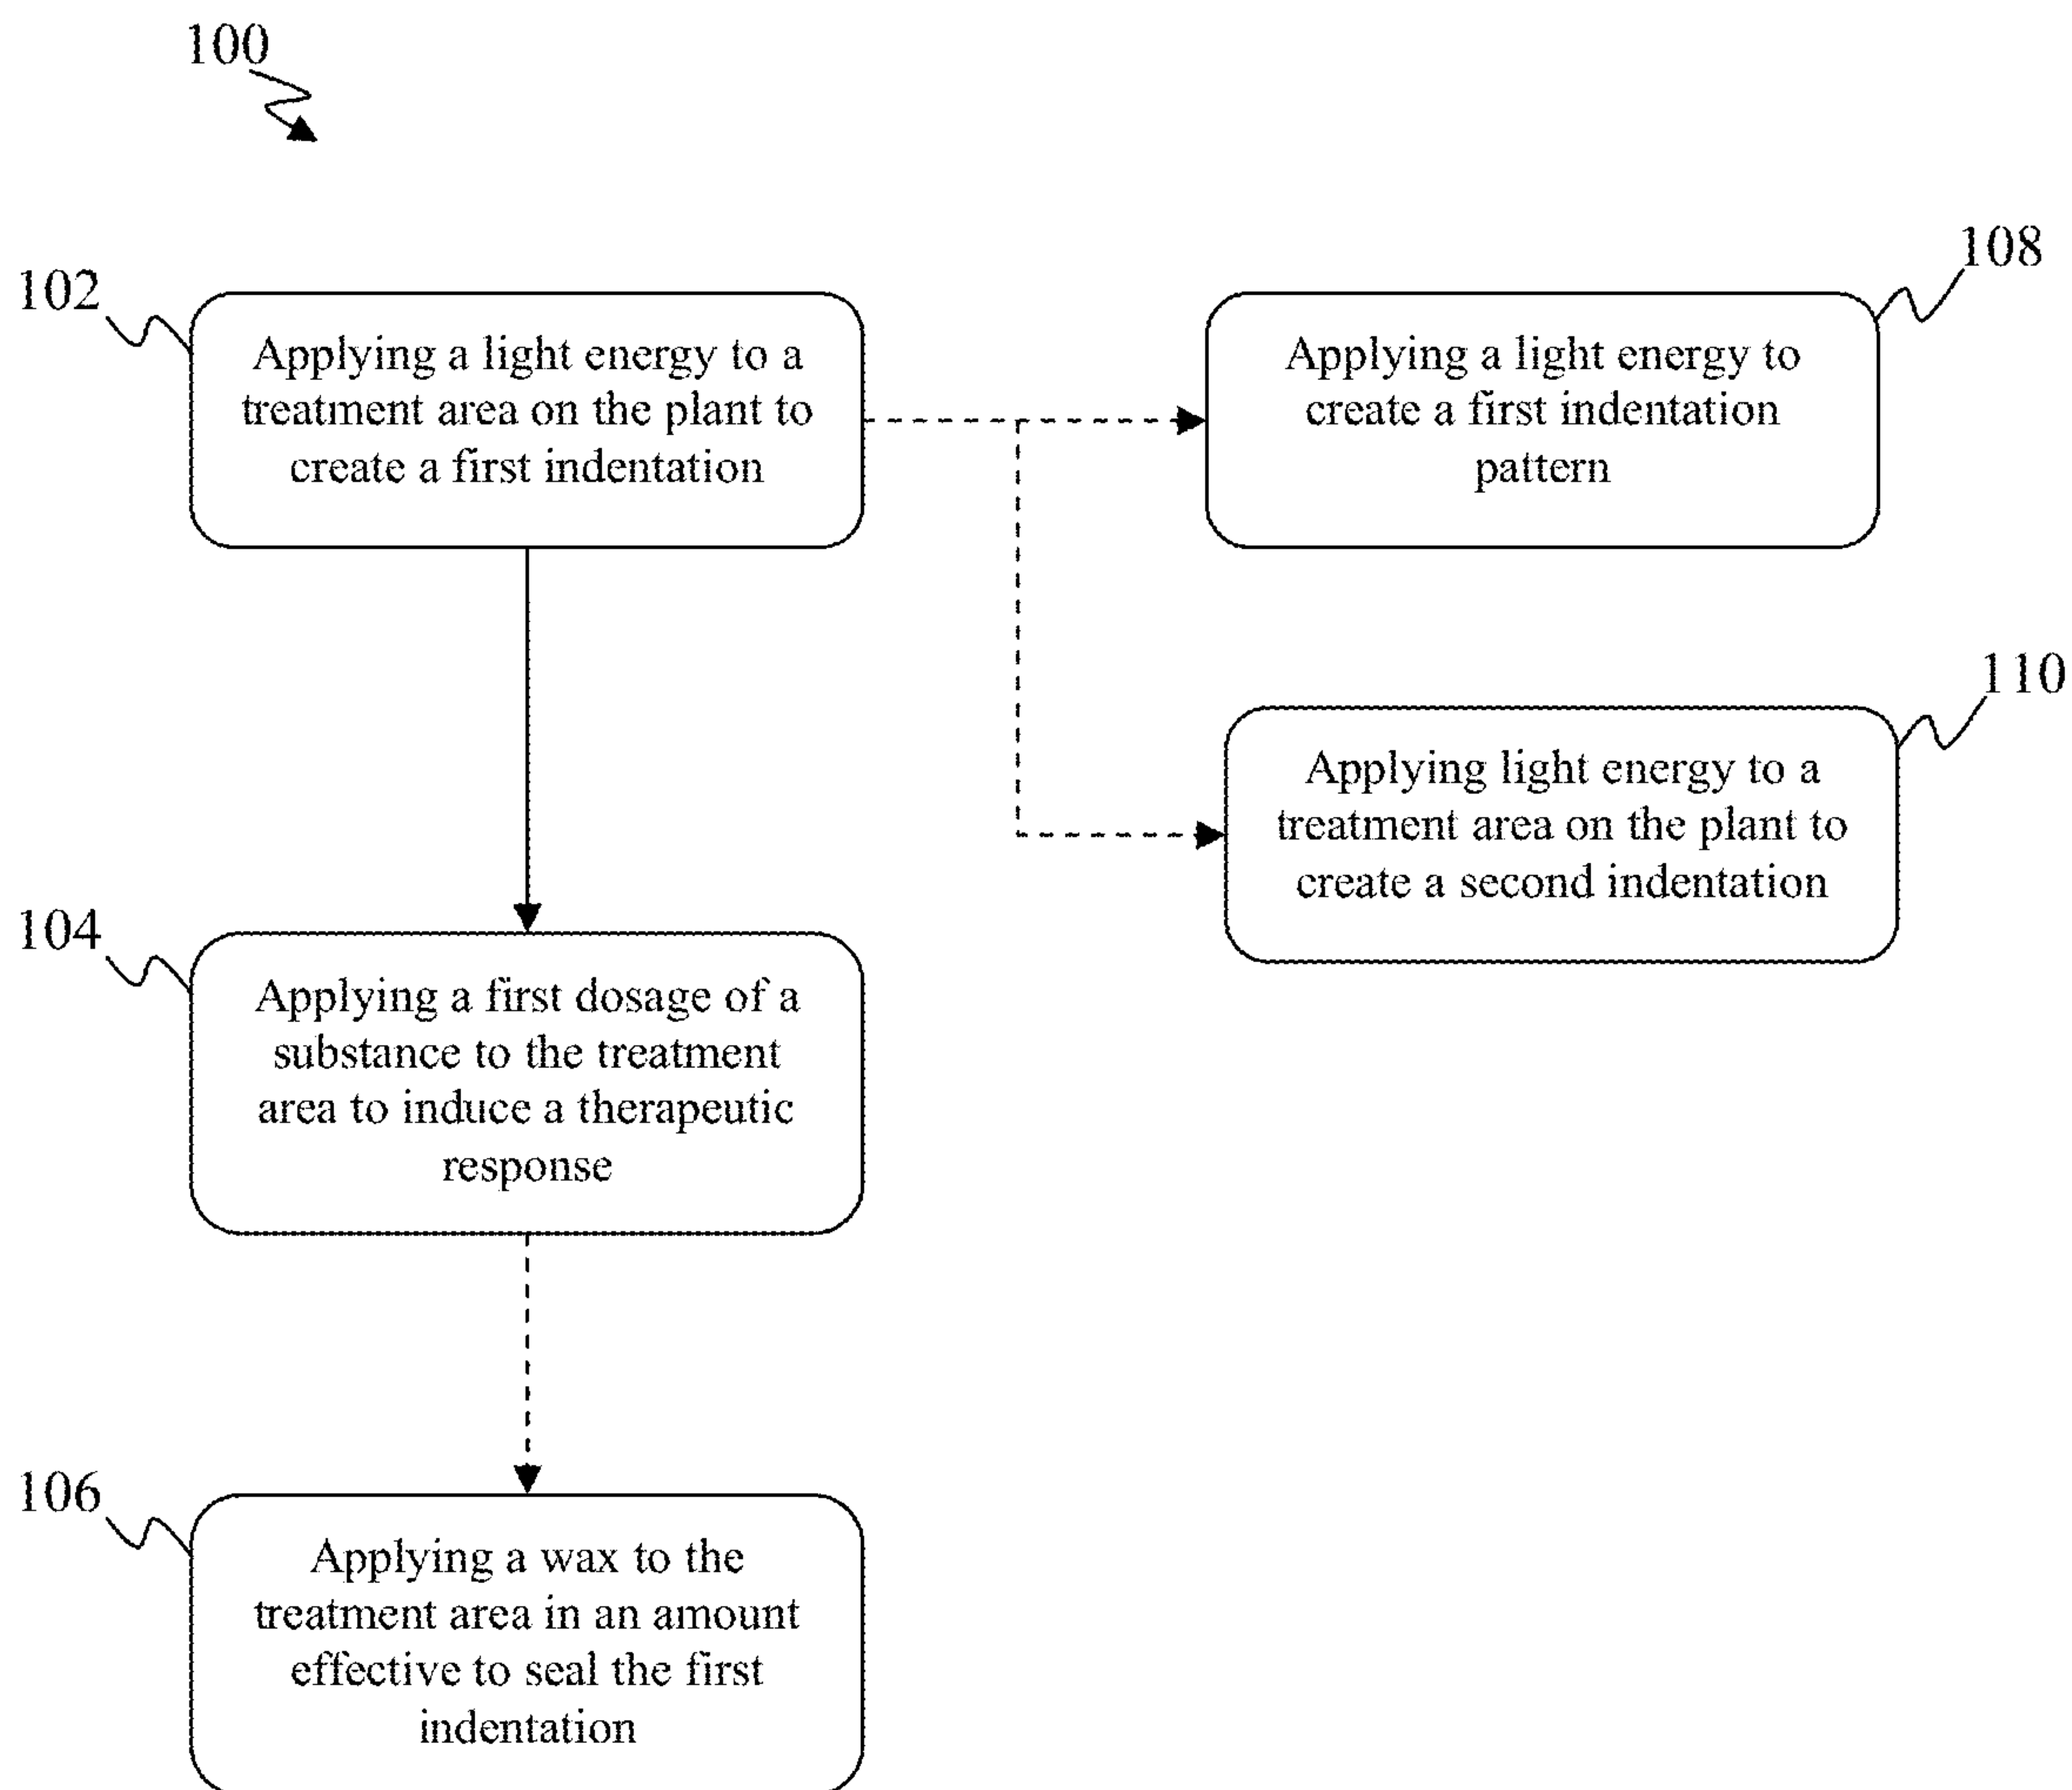 100
102
Applying a light energy to a
treatment area on the plant to
create a first indentation
108
Applying a light energy to
create a first indentation
pattern
110
Applying light energy to a
treatment area on the plant to
create a second indentation
104
Applying a first dosage of a
substance to the treatment
area to induce a therapeutic
response
106
Applying a wax to the
treatment area in an amount
effective to seal the first
indentation